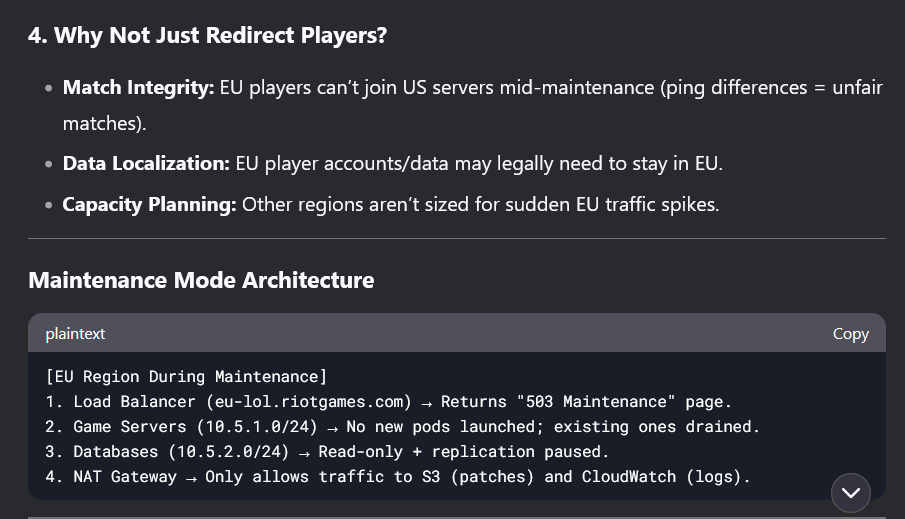 4. Why Not Just Redirect Players?
• Match Integrity: EU players can’t join US servers mid-maintenance (ping differences = unfair
matches).
• Data Localization: EU player accounts/data may legally need to stay in EU.
• Capacity Planning: Other regions aren’t sized for sudden EU traffic spikes.
Maintenance Mode Architecture
plaintext Copy
[EU Region During Maintenance]
1. Load Balancer (eu-lol.riotgames.com) → Returns "503 Maintenance" page.
2. Game Servers (10.5.1.0/24) → No new pods launched; existing ones drained.
3. Databases (10.5.2.0/24) → Read-only + replication paused.
4. NAT Gateway → Only allows traffic to S3 (patches) and CloudWatch (logs).